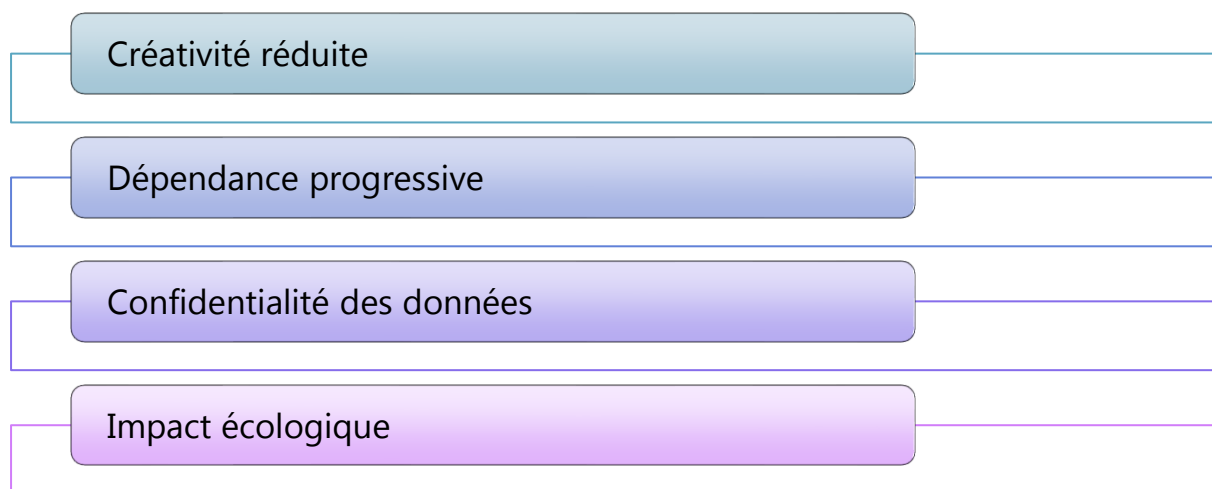 Créativité réduite
Dépendance progressive
Confidentialité des données
Impact écologique